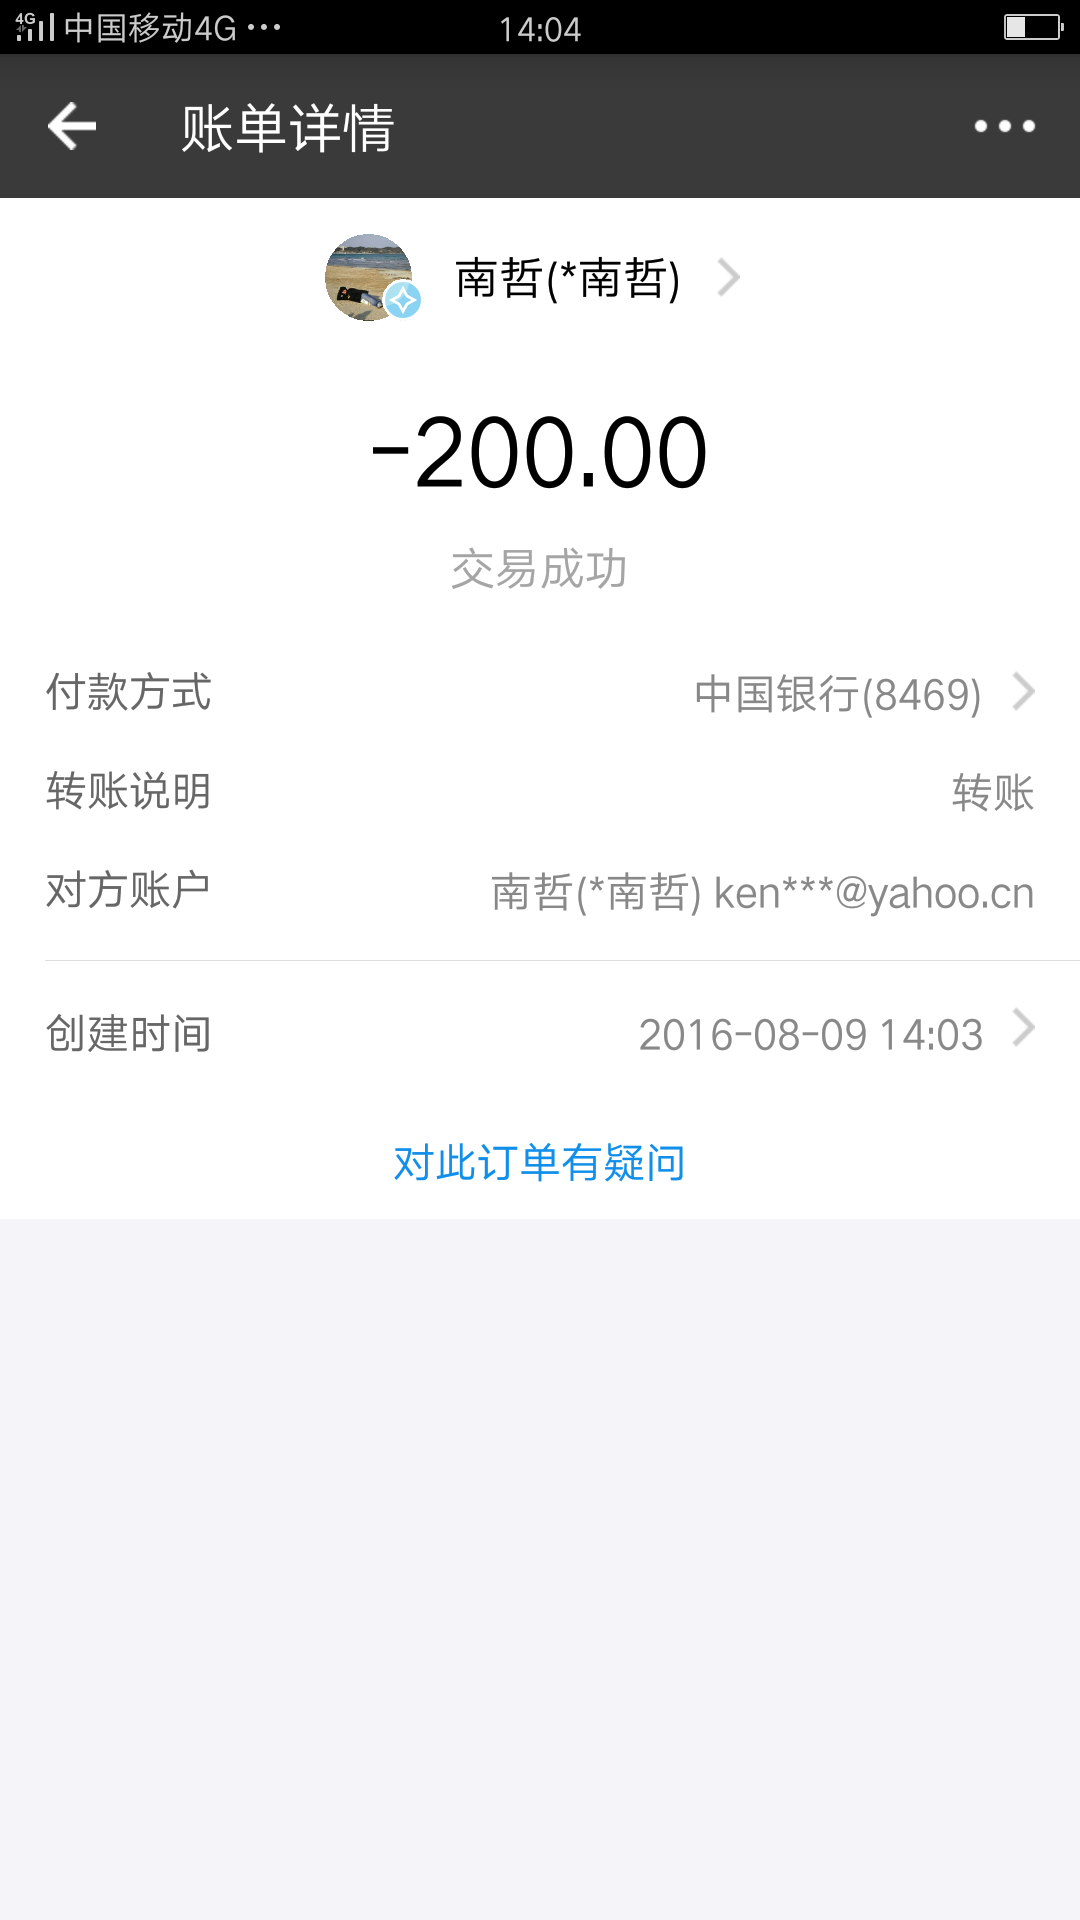 4G 中国移动4G ··· 14:04
账单详情
南哲(*南哲)
-200.00
交易成功
付款方式 中国银行(8469)
转账说明 转账
对方账户 南哲(*南哲) ken***@yahoo.cn
创建时间 2016-08-09 14:03
对此订单有疑问